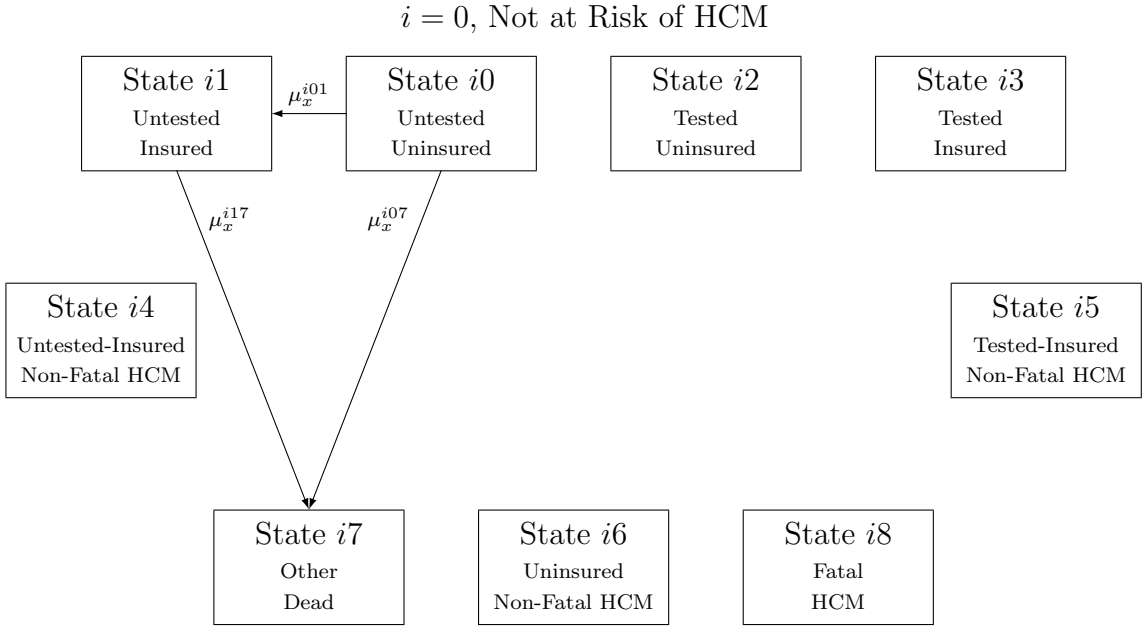 i = 0, Not at Risk of HCM
State i1
Untested
Insured
μ_x^{i01}
State i0
Untested
Uninsured
State i2
Tested
Uninsured
State i3
Tested
Insured
μ_x^{i17}
μ_x^{i07}
State i4
Untested-Insured
Non-Fatal HCM
State i5
Tested-Insured
Non-Fatal HCM
State i7
Other
Dead
State i6
Uninsured
Non-Fatal HCM
State i8
Fatal
HCM